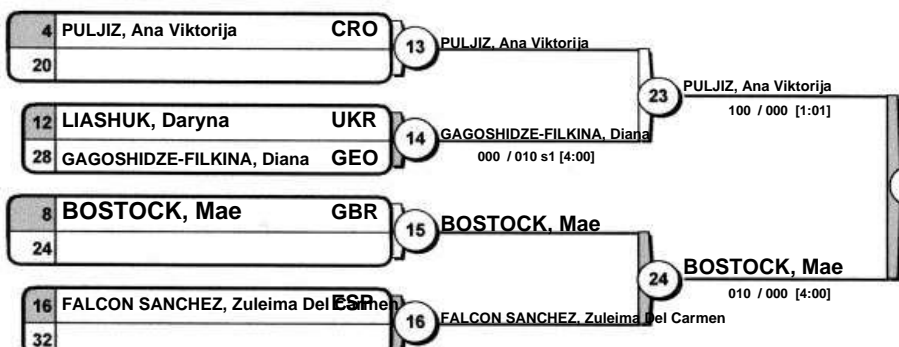 4 PULJIZ, Ana Viktorija CRO
20
13 PULJIZ, Ana Viktorija
12 LIASHUK, Daryna UKR
28 GAGOSHIDZE-FILKINA, Diana GEO
14 GAGOSHIDZE-FILKINA, Diana
000 / 010 s1 [4:00]
23 PULJIZ, Ana Viktorija
100 / 000 [1:01]
8 BOSTOCK, Mae GBR
24
15 BOSTOCK, Mae
16 FALCON SANCHEZ, Zuleima Del Carmen ESP
32
16 FALCON SANCHEZ, Zuleima Del Carmen
24 BOSTOCK, Mae
010 / 000 [4:00]